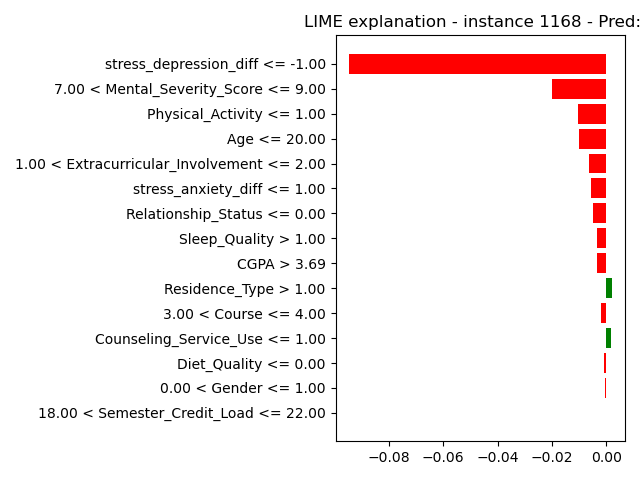 LIME explanation - instance 1168 - Pred:
stress_depression_diff <= -1.00
7.00 < Mental_Severity_Score <= 9.00
Physical_Activity <= 1.00
Age <= 20.00
1.00 < Extracurricular_Involvement <= 2.00
stress_anxiety_diff <= 1.00
Relationship_Status <= 0.00
Sleep_Quality > 1.00
CGPA > 3.69
Residence_Type > 1.00
3.00 < Course <= 4.00
Counseling_Service_Use <= 1.00
Diet_Quality <= 0.00
0.00 < Gender <= 1.00
18.00 < Semester_Credit_Load <= 22.00
−0.08 −0.06 −0.04 −0.02 0.00